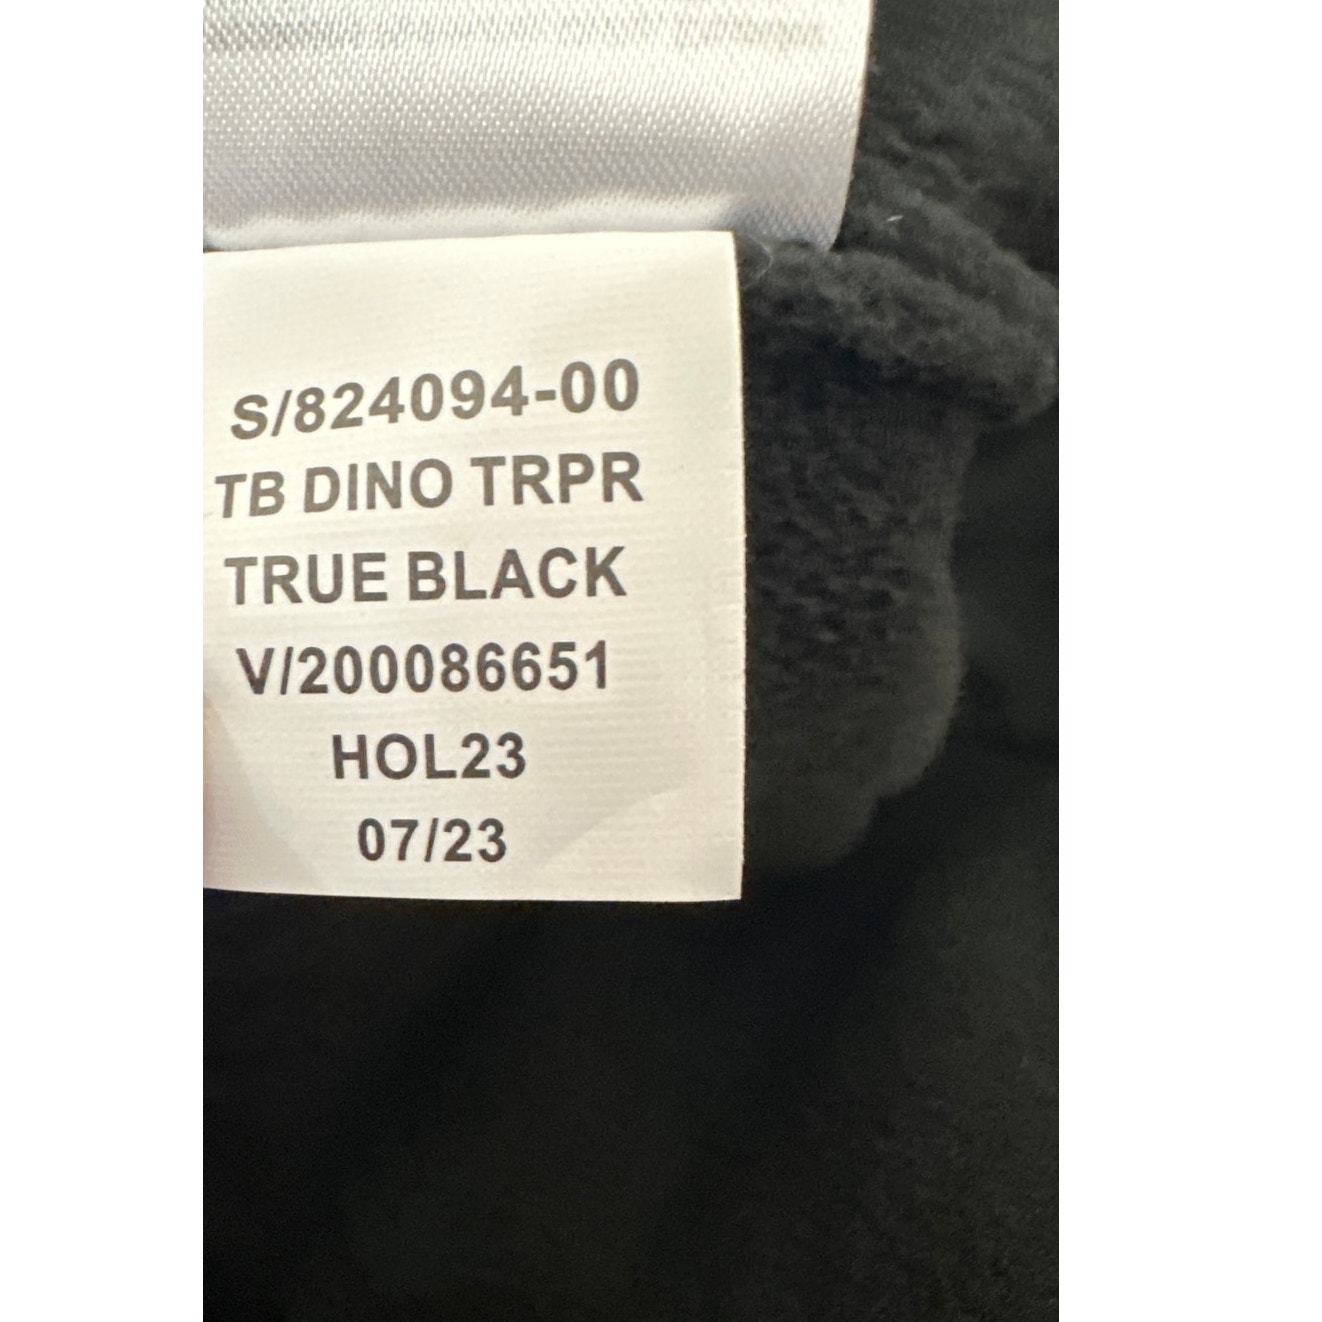 S/824094-00
TB DINO TRPR
TRUE BLACK
V/200086651
HOL23
07/23